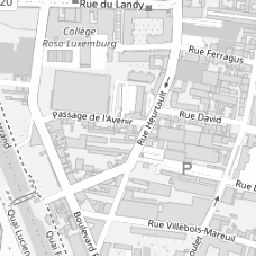 20
Rue du Landy
Collège
Rosa Luxemburg
Rue Ferragus
Passage de l'Avenir
Rue David
Rue Heurtault
P
Rue Villebois-Mareuil
Boulevard
Quai